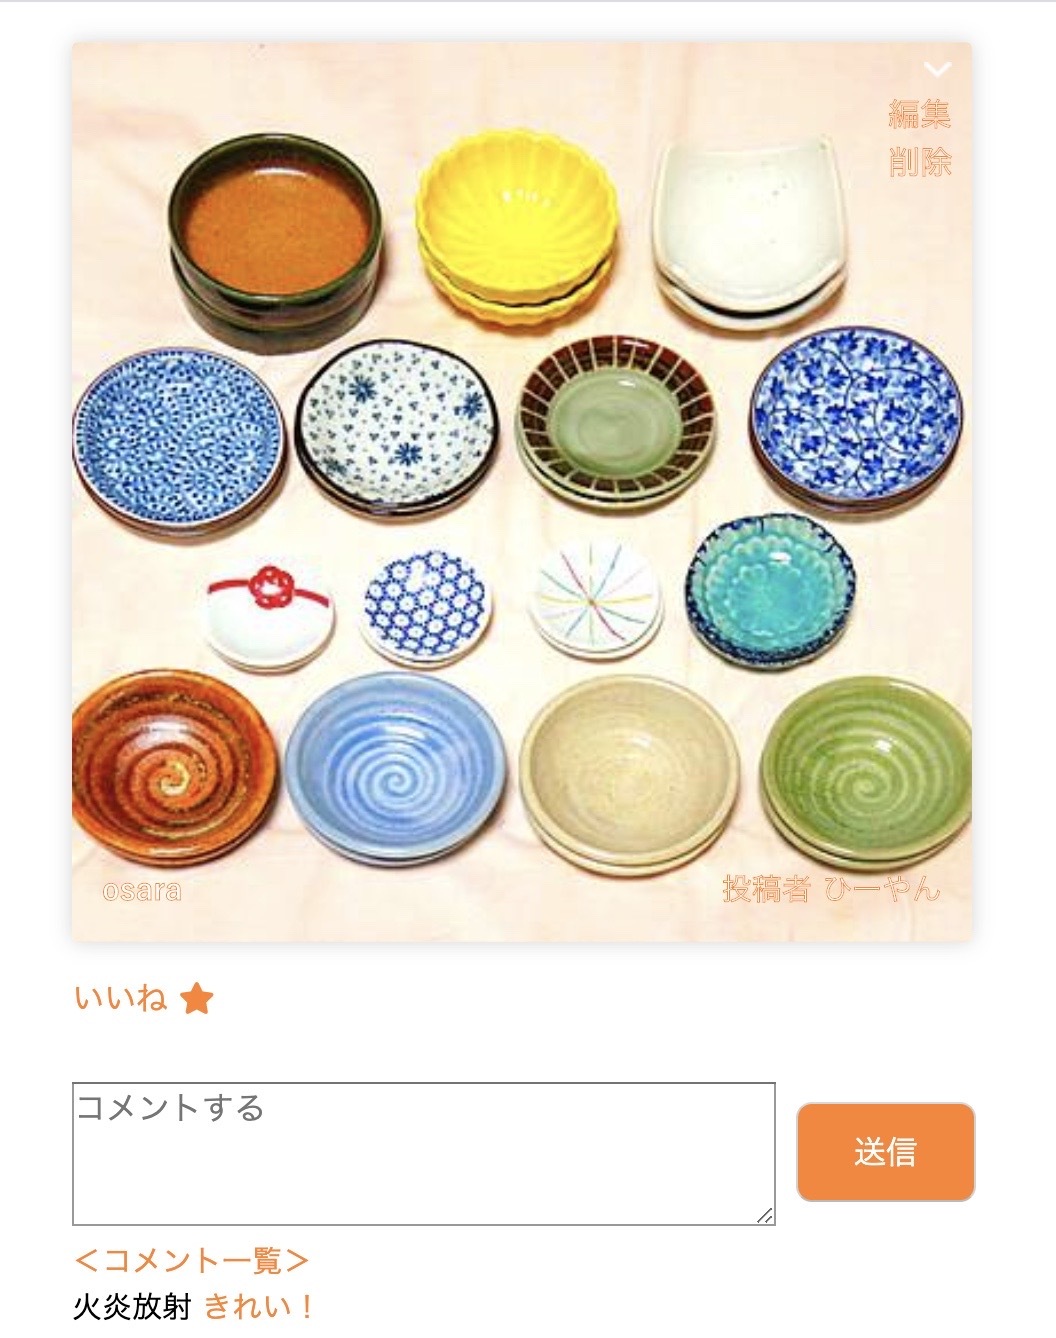 編集
削除
osara
投稿者 ひーやん
いいね
コメントする
送信
＜コメント一覧＞
火炎放射 きれい！